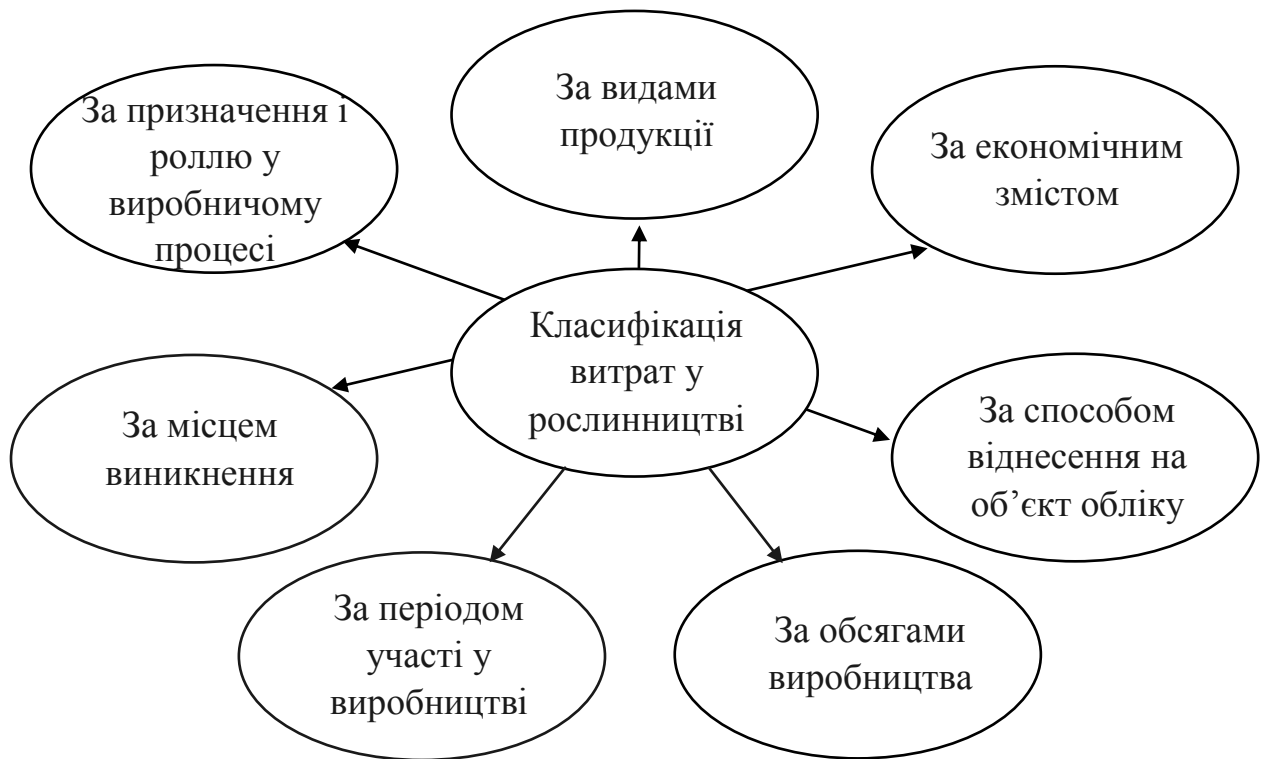 За призначення і
роллю у
виробничому
процесі
За видами
продукції
За економічним
змістом
Класифікація
витрат у
рослинництві
За місцем
виникнення
За способом
віднесення на
об’єкт обліку
За періодом
участі у
виробництві
За обсягами
виробництва